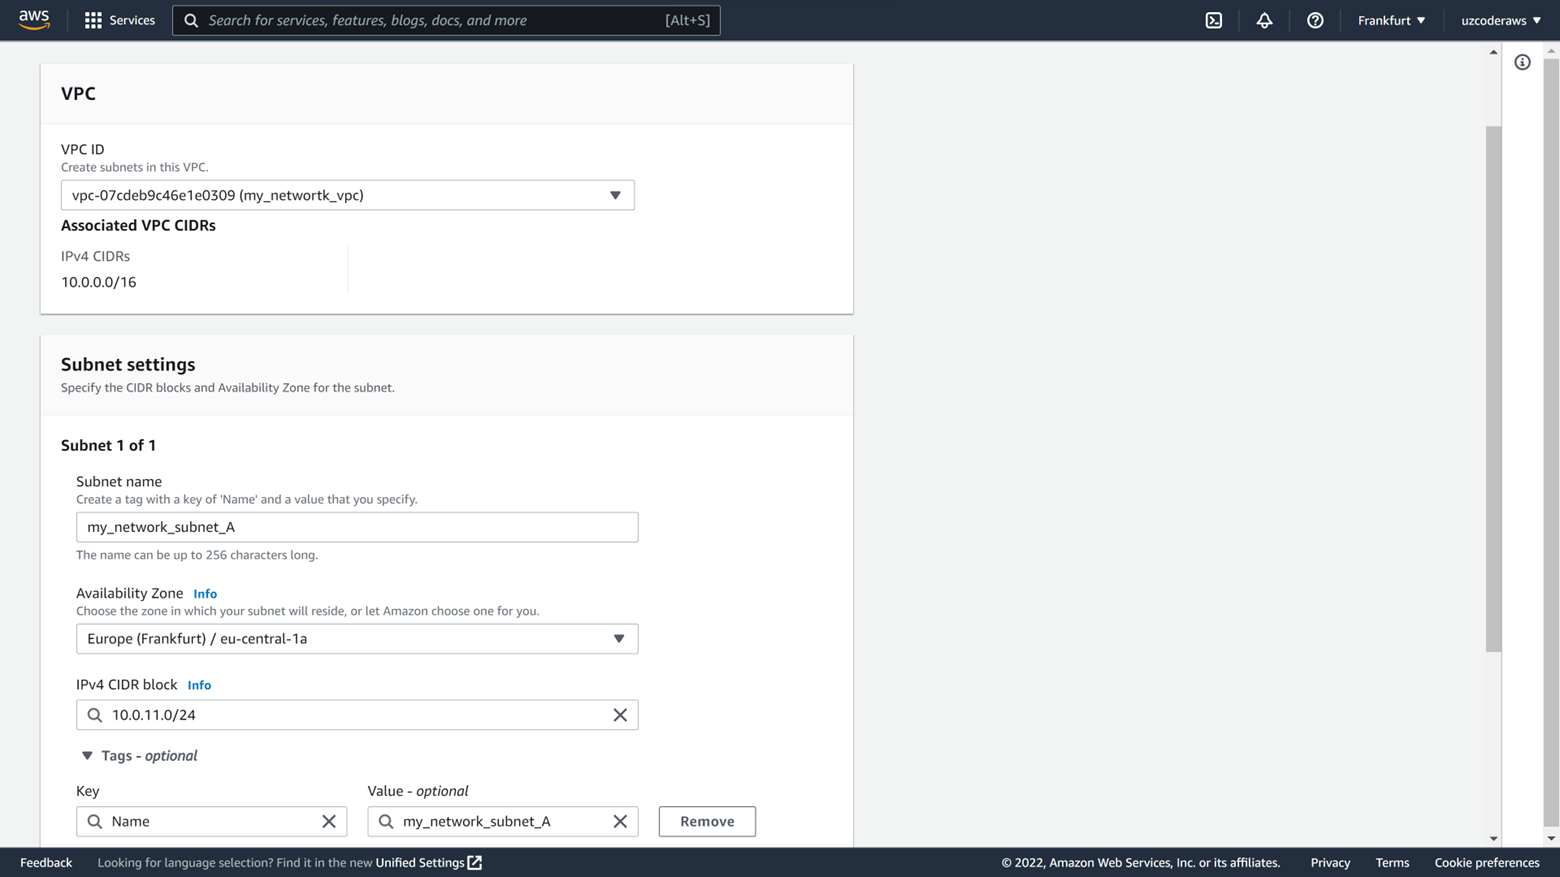 aws
Services
Search for services, features, blogs, docs, and more
[Alt+S]
Frankfurt
uzcoderaws
VPC
VPC ID
Create subnets in this VPC.
vpc-07cdeb9c46e1e0309 (my_networtk_vpc)
Associated VPC CIDRs
IPv4 CIDRs
10.0.0.0/16
Subnet settings
Specify the CIDR blocks and Availability Zone for the subnet.
Subnet 1 of 1
Subnet name
Create a tag with a key of 'Name' and a value that you specify.
my_network_subnet_A
The name can be up to 256 characters long.
Availability Zone Info
Choose the zone in which your subnet will reside, or let Amazon choose one for you.
Europe (Frankfurt) / eu-central-1a
IPv4 CIDR block Info
10.0.11.0/24
Tags - optional
Key
Value - optional
Name
my_network_subnet_A
Remove
Feedback
Looking for language selection? Find it in the new Unified Settings
© 2022, Amazon Web Services, Inc. or its affiliates.
Privacy
Terms
Cookie preferences